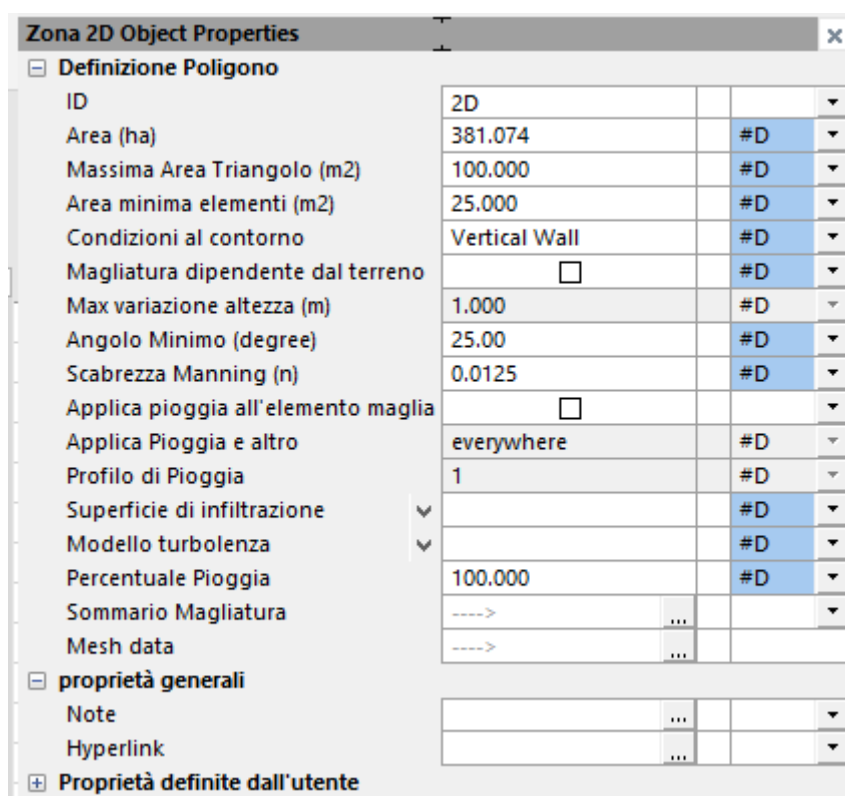 Zona 2D Object Properties
Definizione Poligono
ID 2D
Area (ha) 381.074 #D
Massima Area Triangolo (m2) 100.000 #D
Area minima elementi (m2) 25.000 #D
Condizioni al contorno Vertical Wall #D
Magliatura dipendente dal terreno #D
Max variazione altezza (m) 1.000 #D
Angolo Minimo (degree) 25.00 #D
Scabrezza Manning (n) 0.0125 #D
Applica pioggia all'elemento maglia
Applica Pioggia e altro everywhere #D
Profilo di Pioggia 1 #D
Superficie di infiltrazione #D
Modello turbolenza #D
Percentuale Pioggia 100.000 #D
Sommario Magliatura ----> ...
Mesh data ----> ...
proprietà generali
Note ...
Hyperlink ...
Proprietà definite dall'utente